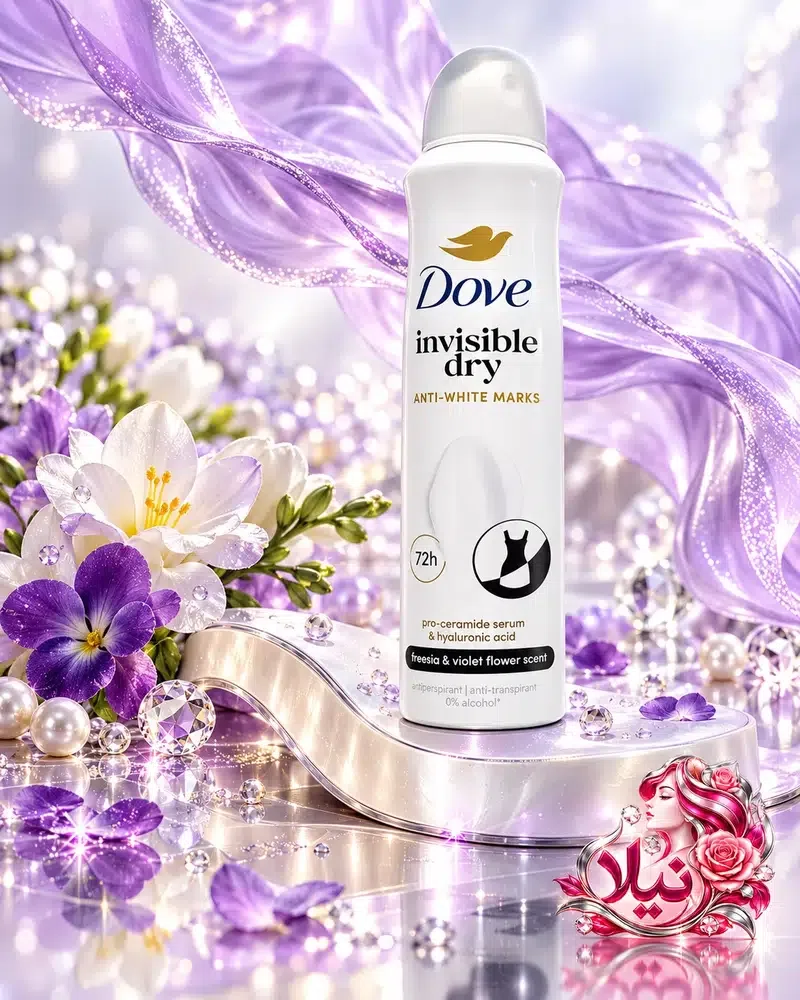 Dove
invisible
dry
ANTI-WHITE MARKS
72h
pro-ceramide serum
& hyaluronic acid
freesia & violet flower scent
antiperspirant | anti-transpirant
0% alcohol*
نيلا